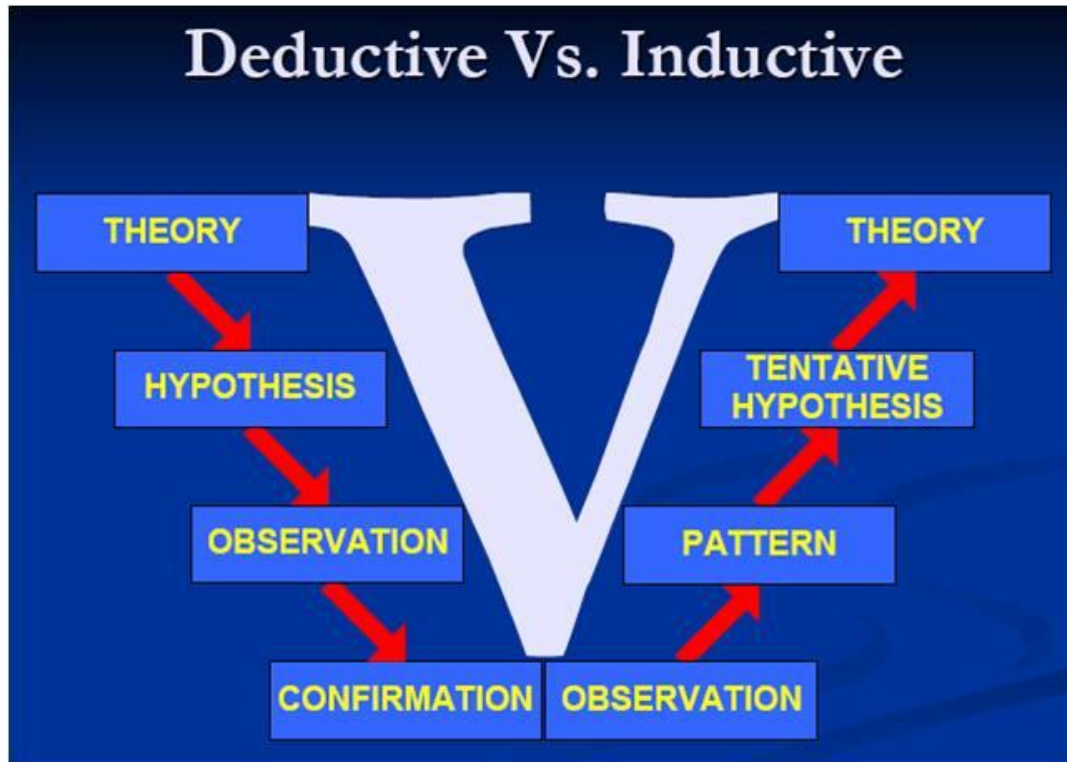 Deductive Vs. Inductive
V
THEORY
HYPOTHESIS
OBSERVATION
CONFIRMATION
THEORY
TENTATIVE
HYPOTHESIS
PATTERN
OBSERVATION